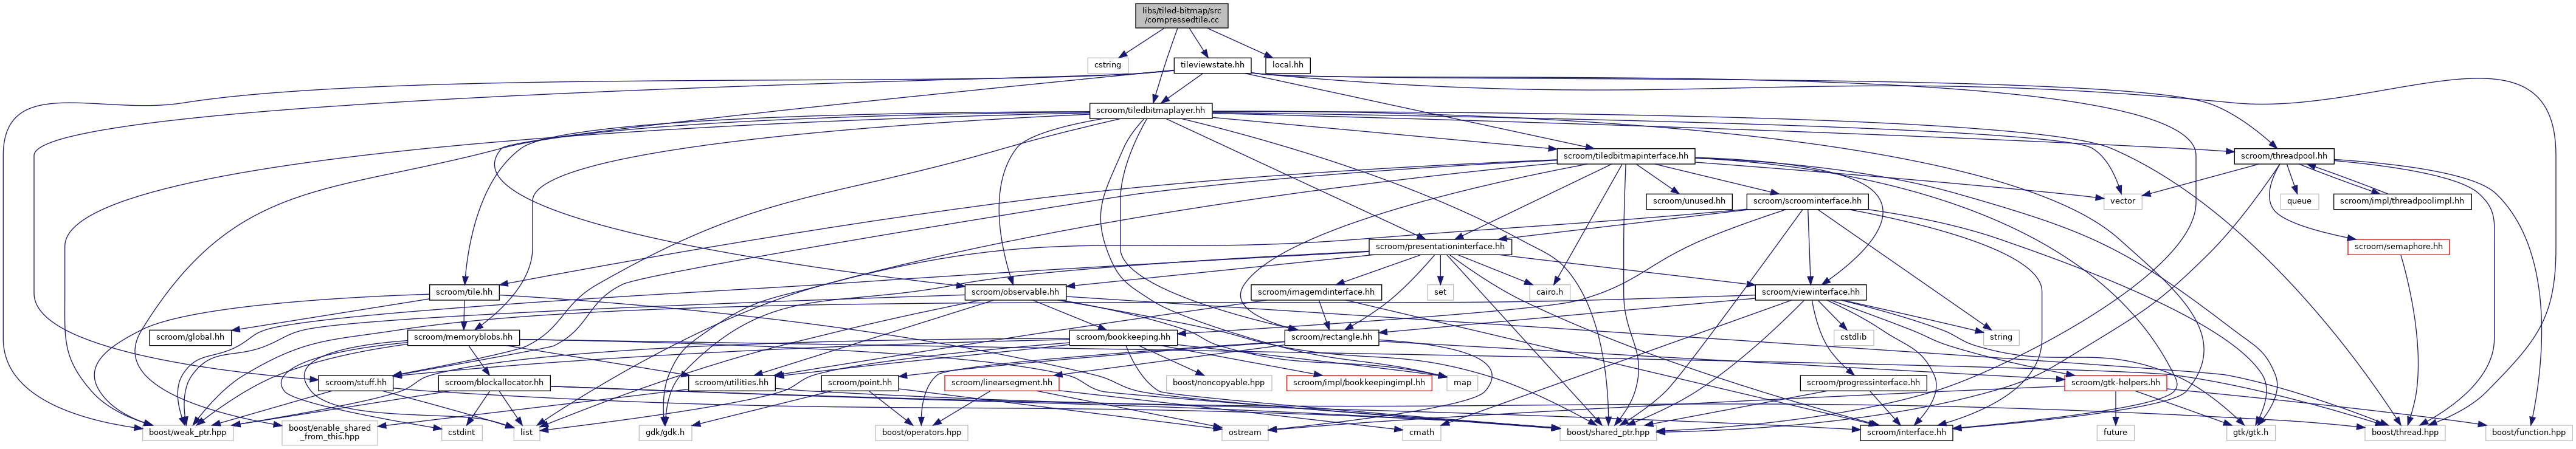 libs/tiled-bitmap/src
/compressedtile.cc
cstring
tileviewstate.hh
local.hh
scroom/tiledbitmaplayer.hh
scroom/tiledbitmapinterface.hh
scroom/threadpool.hh
scroom/unused.hh
scroom/scroominterface.hh
vector
queue
scroom/impl/threadpoolimpl.hh
scroom/presentationinterface.hh
scroom/semaphore.hh
scroom/tile.hh
scroom/observable.hh
scroom/imagemdinterface.hh
set
cairo.h
scroom/viewinterface.hh
scroom/global.hh
scroom/memoryblobs.hh
scroom/bookkeeping.hh
scroom/rectangle.hh
cstdlib
string
scroom/stuff.hh
scroom/blockallocator.hh
scroom/utilities.hh
scroom/point.hh
scroom/linearsegment.hh
boost/noncopyable.hpp
scroom/impl/bookkeepingimpl.hh
map
scroom/progressinterface.hh
scroom/gtk-helpers.hh
boost/weak_ptr.hpp
boost/enable_shared
_from_this.hpp
cstdint
list
gdk/gdk.h
boost/operators.hpp
ostream
cmath
boost/shared_ptr.hpp
scroom/interface.hh
future
gtk/gtk.h
boost/thread.hpp
boost/function.hpp